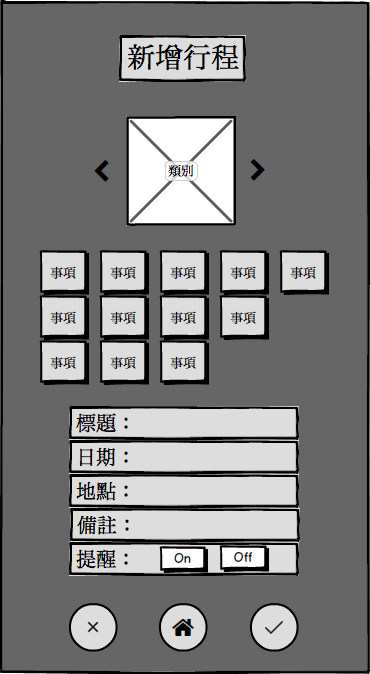 新增行程
類別
事項 事項 事項 事項 事項
事項 事項 事項 事項
事項 事項 事項
標題：
日期：
地點：
備註：
提醒： On Off